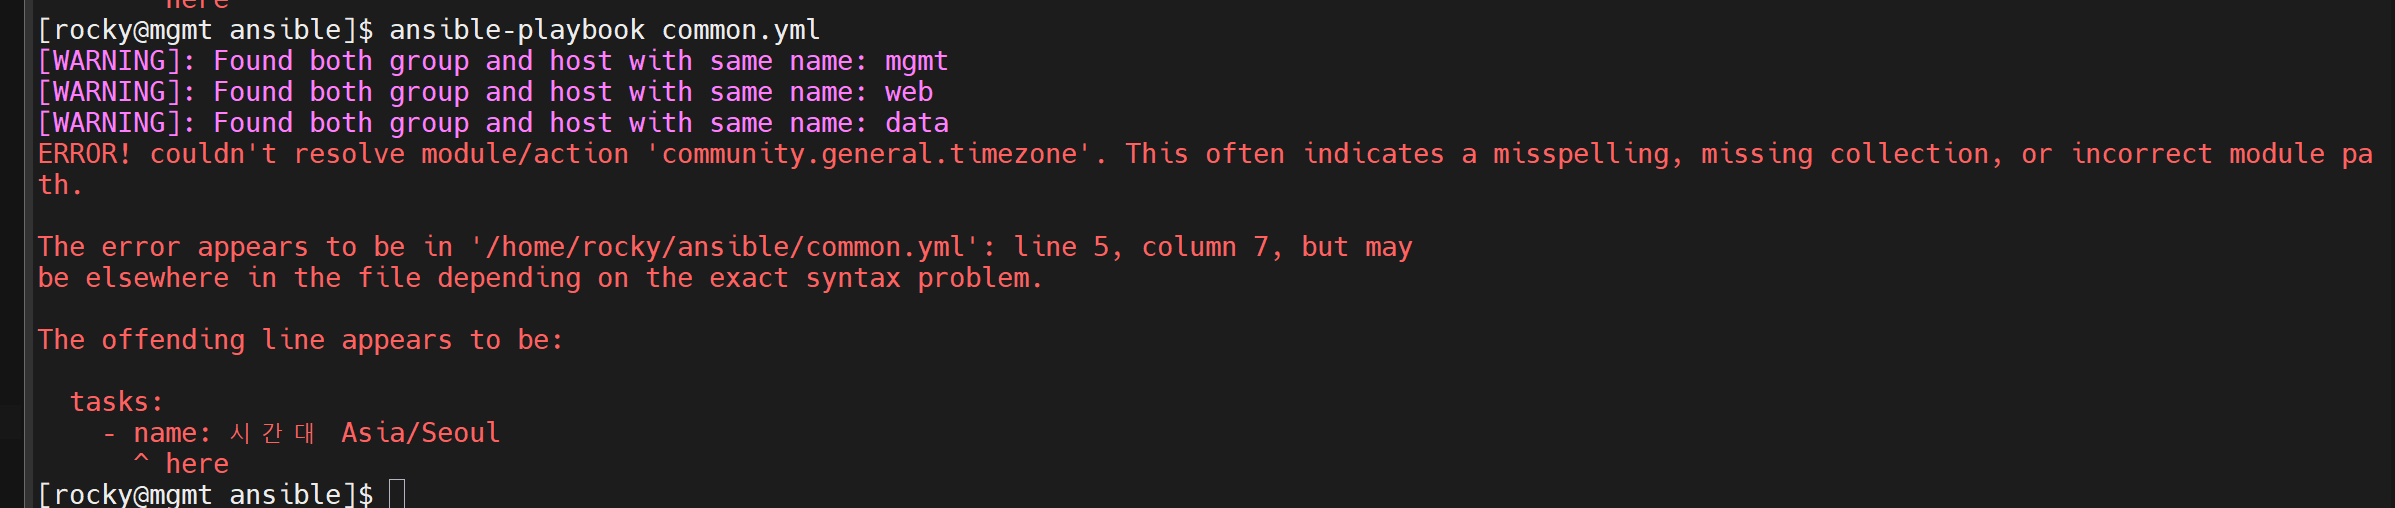 here
[rocky@mgmt ansible]$ ansible-playbook common.yml
[WARNING]: Found both group and host with same name: mgmt
[WARNING]: Found both group and host with same name: web
[WARNING]: Found both group and host with same name: data
ERROR! couldn't resolve module/action 'community.general.timezone'. This often indicates a misspelling, missing collection, or incorrect module pa
th.
The error appears to be in '/home/rocky/ansible/common.yml': line 5, column 7, but may
be elsewhere in the file depending on the exact syntax problem.
The offending line appears to be:
tasks:
- name: 시간대 Asia/Seoul
^ here
[rocky@mgmt ansible]$